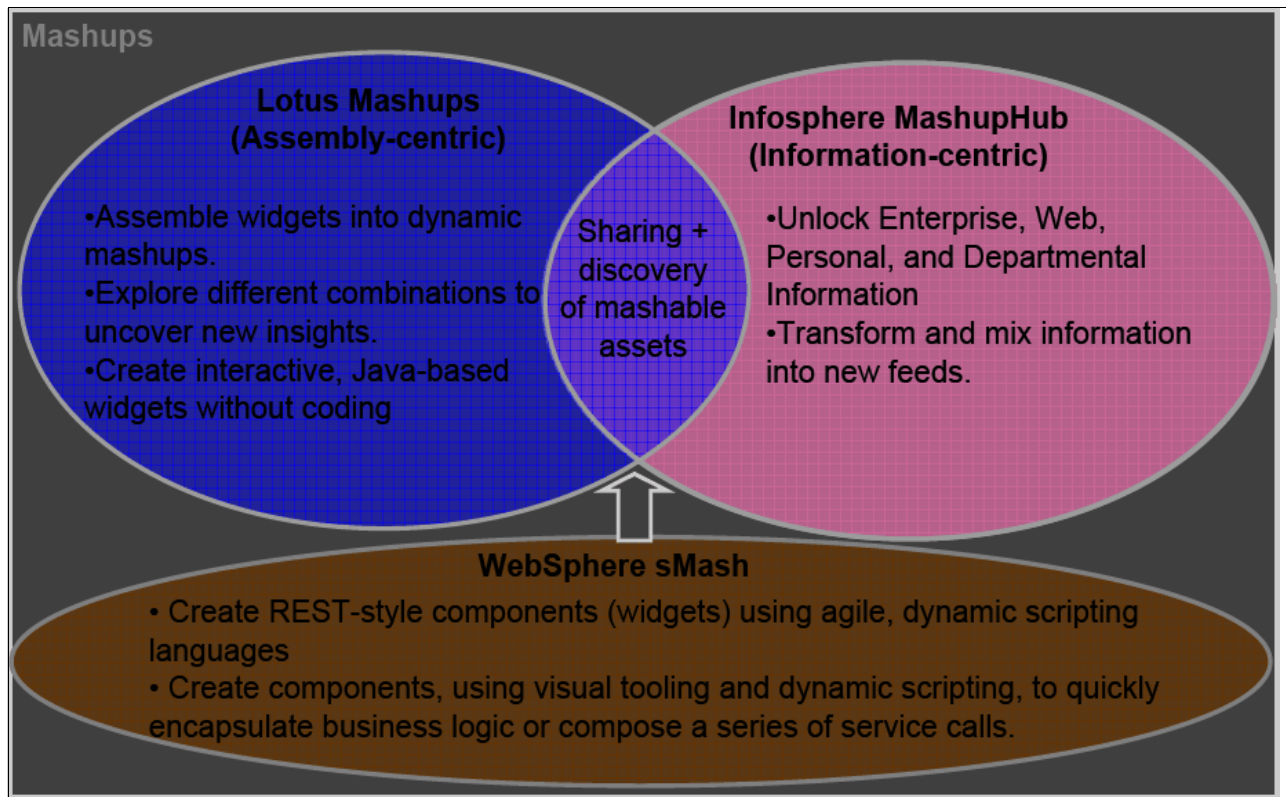 Mashups
Lotus Mashups
(Assembly-centric)
•Assemble widgets into dynamic
mashups.
•Explore different combinations to
uncover new insights.
•Create interactive, Java-based
widgets without coding
Sharing +
discovery
of mashable
assets
Infosphere MashupHub
(Information-centric)
•Unlock Enterprise, Web,
Personal, and Departmental
Information
•Transform and mix information
into new feeds.
WebSphere sMash
• Create REST-style components (widgets) using agile, dynamic scripting
languages
• Create components, using visual tooling and dynamic scripting, to quickly
encapsulate business logic or compose a series of service calls.